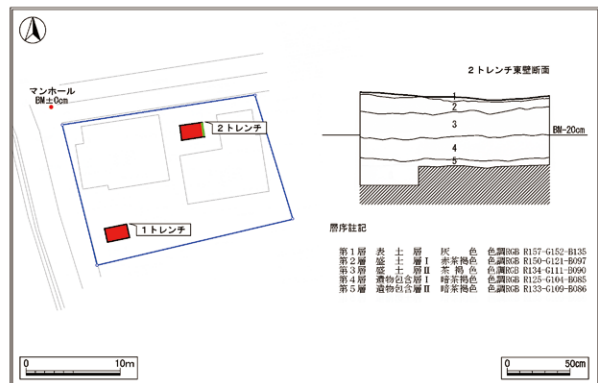 マンホール
BM±0cm
2トレンチ
1トレンチ
0 10m
2トレンチ東壁断面
1
2
3
4
5
BM-20cm
層序註記
第1層 表土層 灰色 色調RGB R157-G152-B135
第2層 盛土層Ⅰ 赤茶褐色 色調RGB R150-G121-B097
第3層 盛土層Ⅱ 茶褐色 色調RGB R134-G111-B090
第4層 遺物包含層Ⅰ 暗茶褐色 色調RGB R125-G104-B085
第5層 遺物包含層Ⅱ 暗茶褐色 色調RGB R133-G109-B086
0 50cm